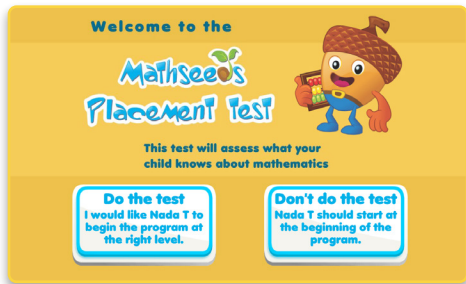 Welcome to the
Mathseeds
Placement Test
This test will assess what your
child knows about mathematics
Do the test
I would like Nada T to
begin the program at
the right level.
Don't do the test
Nada T should start at
the beginning of the
program.